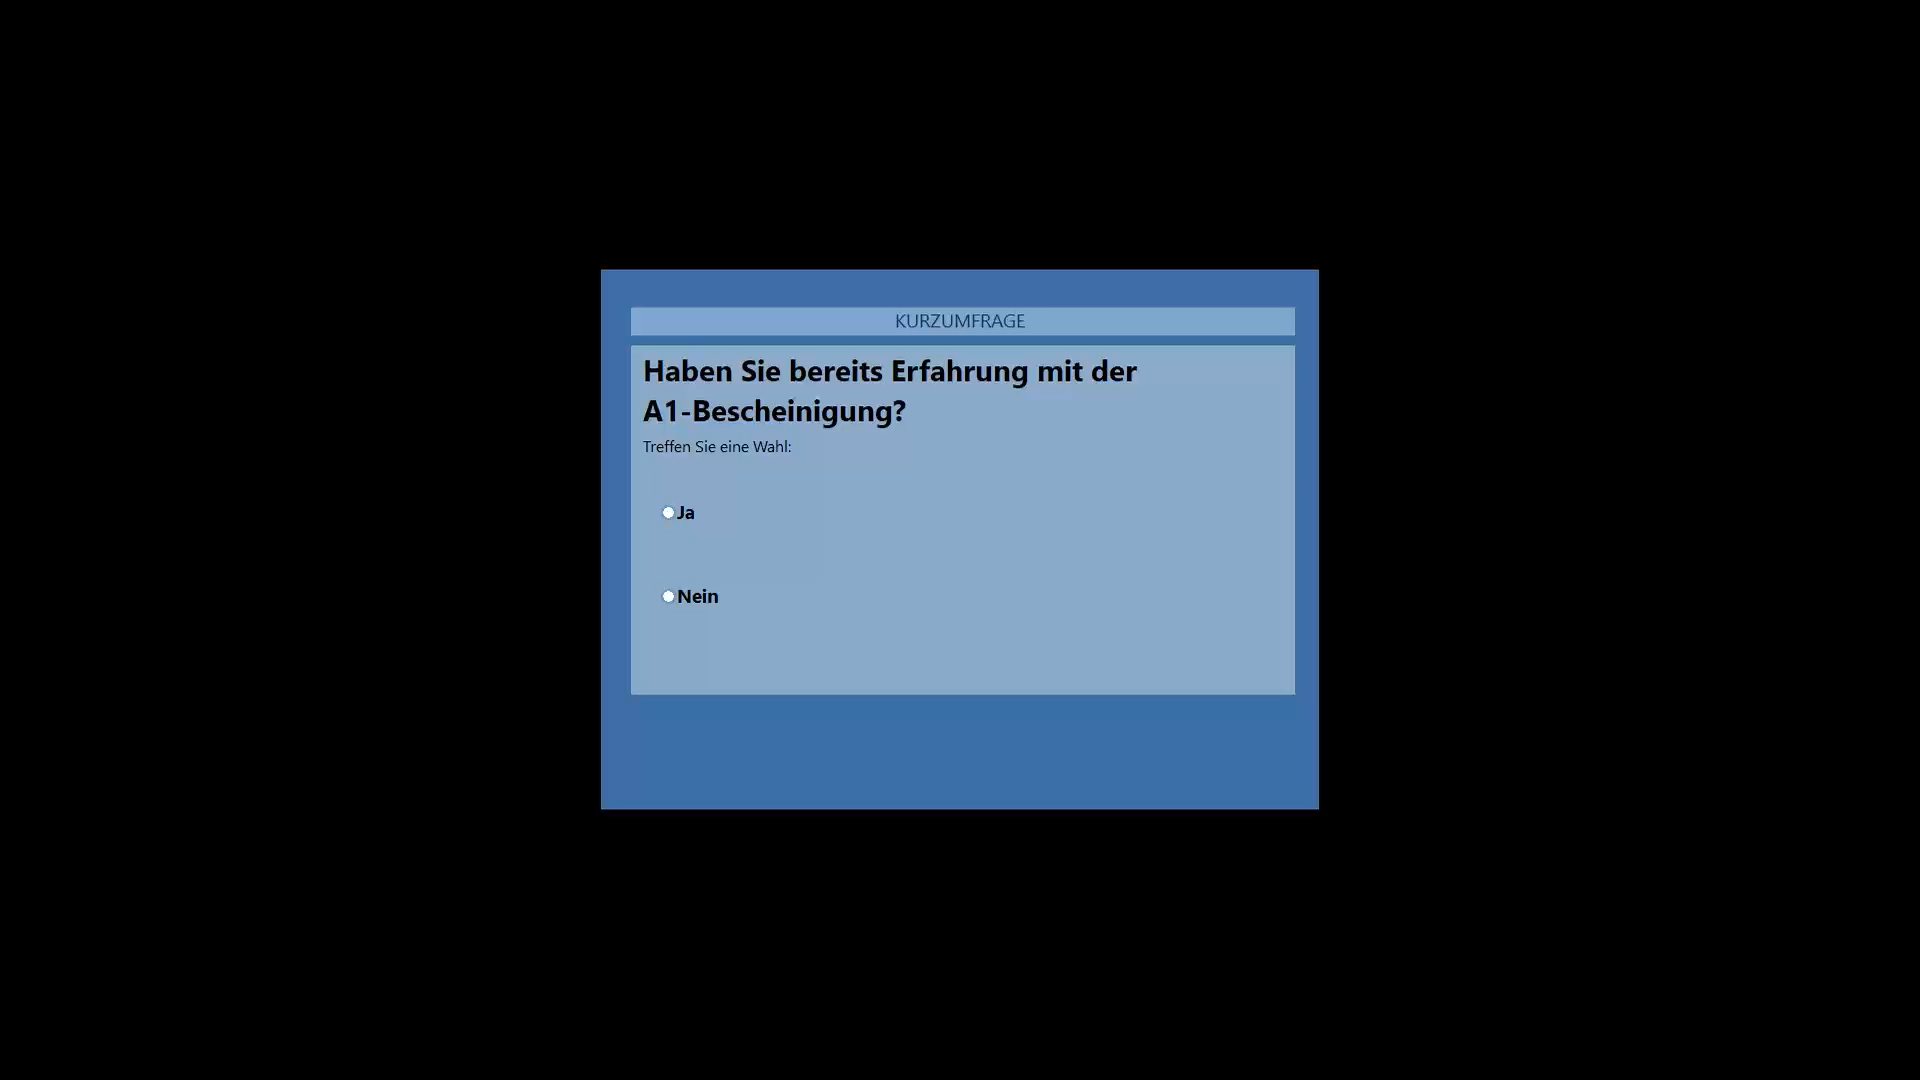 KURZUMFRAGE
Haben Sie bereits Erfahrung mit der
A1-Bescheinigung?
Treffen Sie eine Wahl:
Ja
Nein